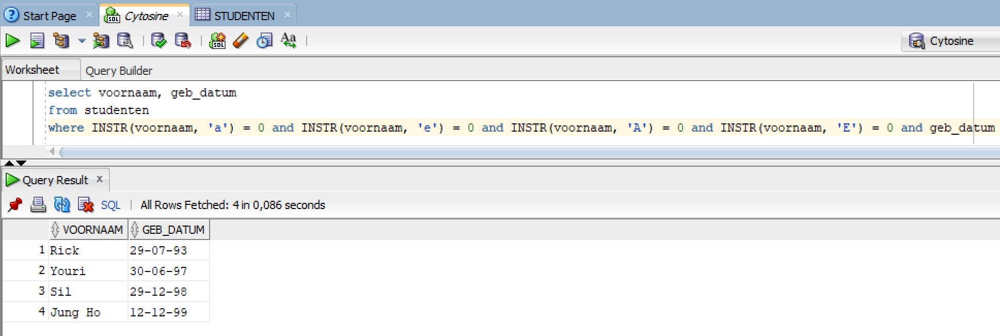 Start Page Cytosine STUDENTEN
SQL SQL Aa Cytosine
Worksheet Query Builder
select voornaam, geb_datum
from studenten
where INSTR(voornaam, 'a') = 0 and INSTR(voornaam, 'e') = 0 and INSTR(voornaam, 'A') = 0 and INSTR(voornaam, 'E') = 0 and geb_datum
Query Result
SQL | All Rows Fetched: 4 in 0,086 seconds
VOORNAAM GEB_DATUM
1 Rick 29-07-93
2 Youri 30-06-97
3 Sil 29-12-98
4 Jung Ho 12-12-99